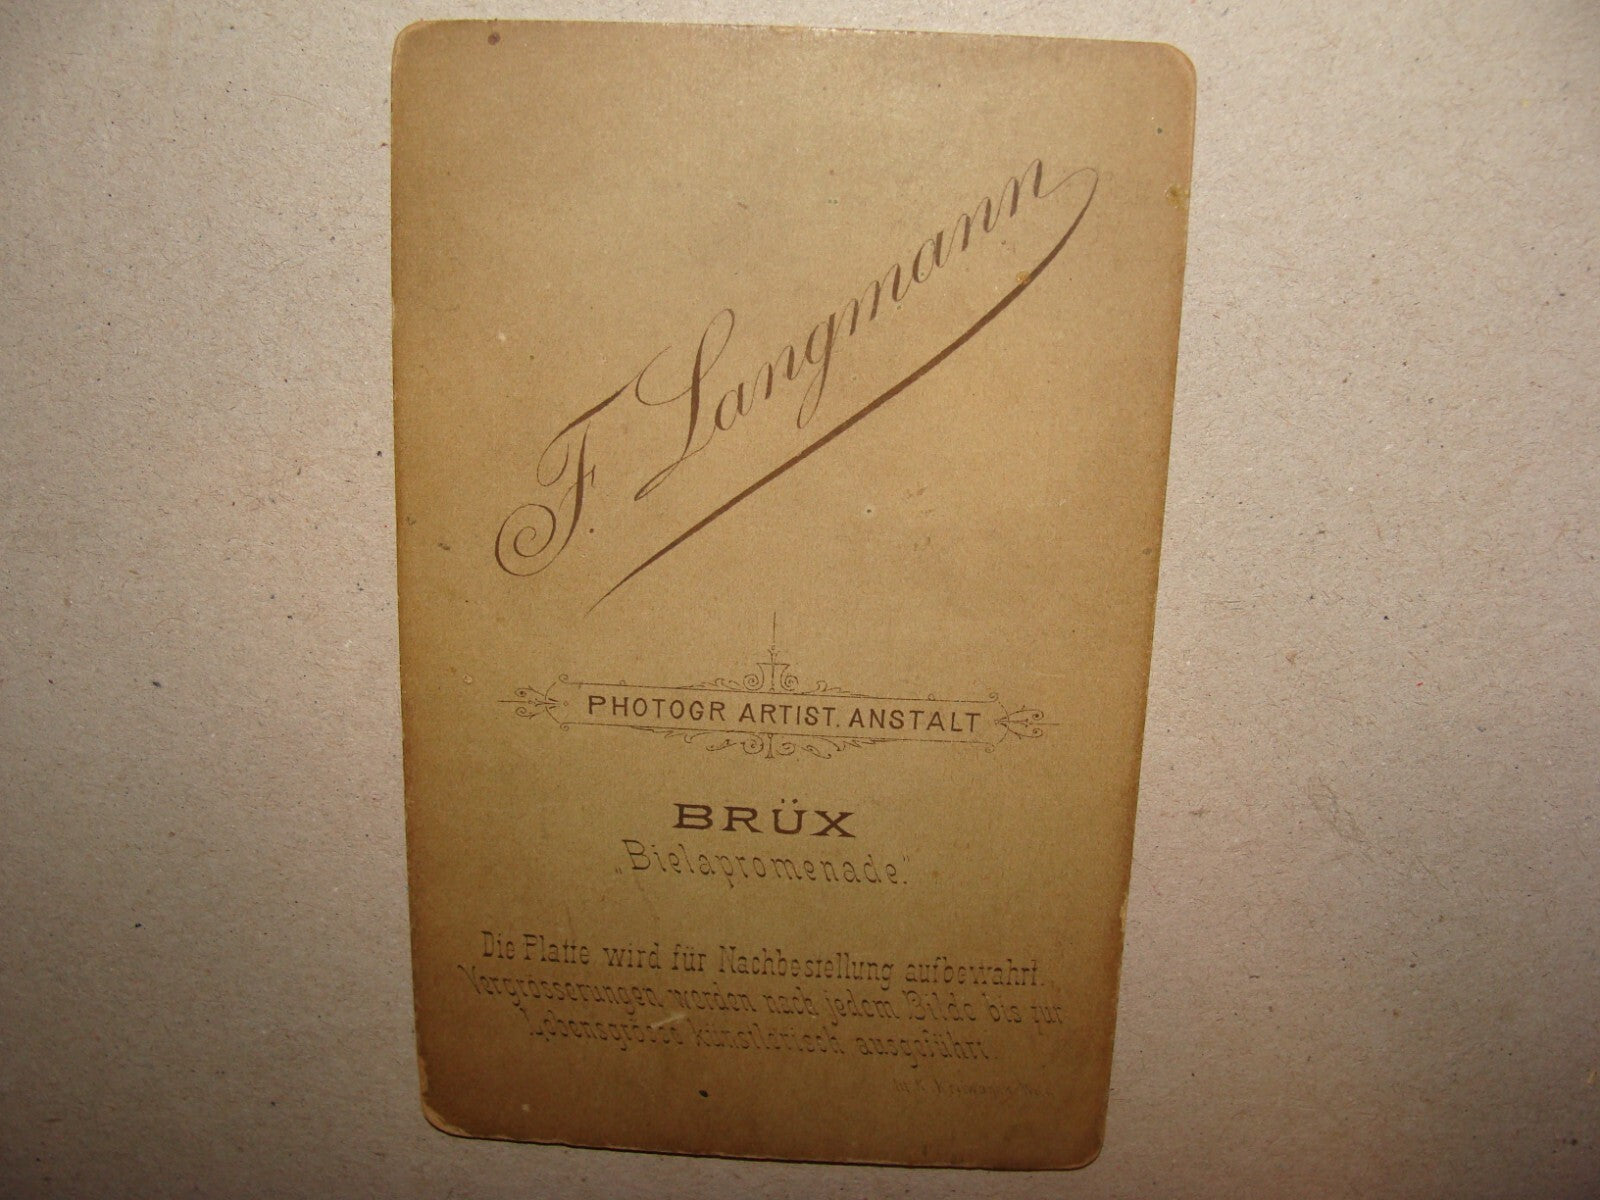 F. Langmann
PHOTOGR ARTIST. ANSTALT
BRÜX
„Bielapromenade."
Die Platte wird für Nachbestellung aufbewahrt.
Vergrösserungen werden nach jedem Bilde bis zur
Lebensgrösse künstlerisch ausgeführt.